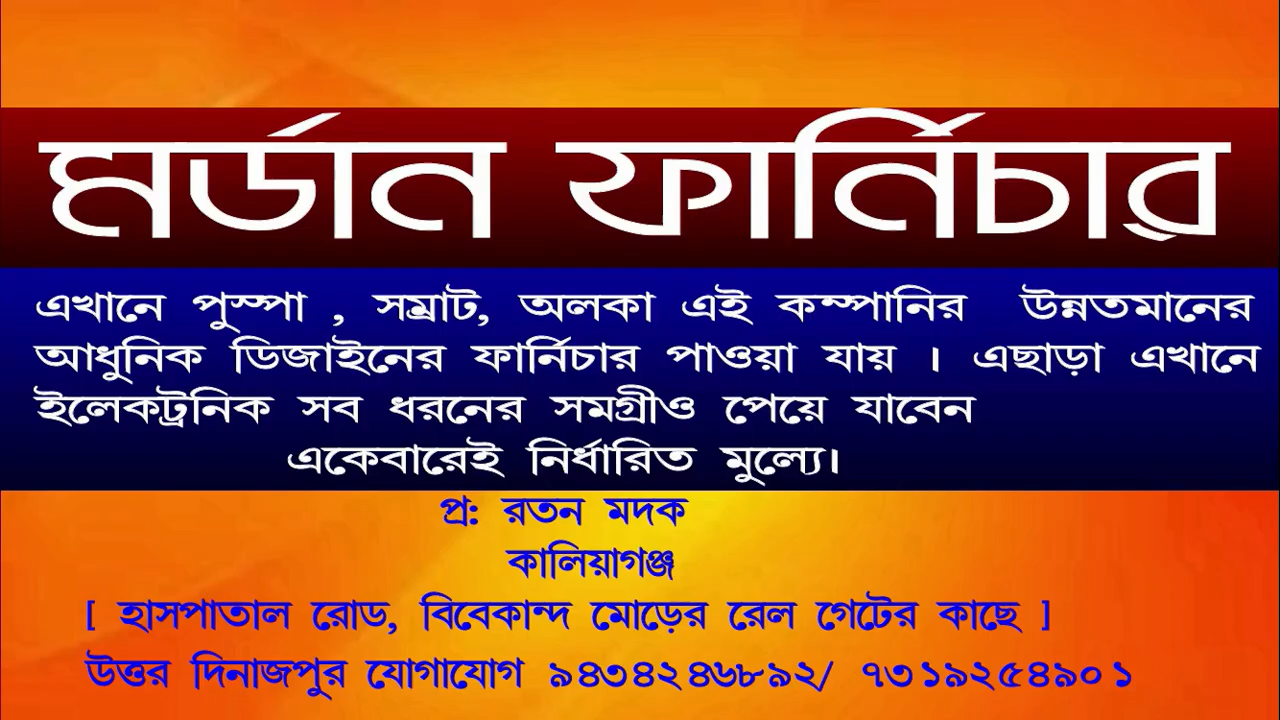 মর্ডান ফার্নিচার
এখানে পুস্পা , সম্রাট, অলকা এই কম্পানির উন্নতমানের
আধুনিক ডিজাইনের ফার্নিচার পাওয়া যায় । এছাড়া এখানে
ইলেকট্রনিক সব ধরনের সমগ্রীও পেয়ে যাবেন
একেবারেই নির্ধারিত মুল্যে।
প্র: রতন মদক
কালিয়াগঞ্জ
[ হাসপাতাল রোড, বিবেকান্দ মোড়ের রেল গেটের কাছে ]
উত্তর দিনাজপুর যোগাযোগ ৯৪৩৪২৪৬৮৯২/ ৭৩১৯২৫৪৯০১